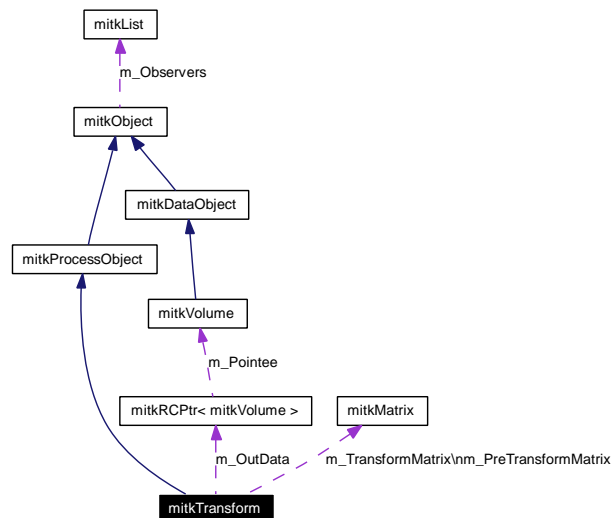 mitkList
m_Observers
mitkObject
mitkDataObject
mitkProcessObject
mitkVolume
m_Pointee
mitkRCPtr< mitkVolume >
mitkMatrix
m_OutData
m_TransformMatrix\nm_PreTransformMatrix
mitkTransform